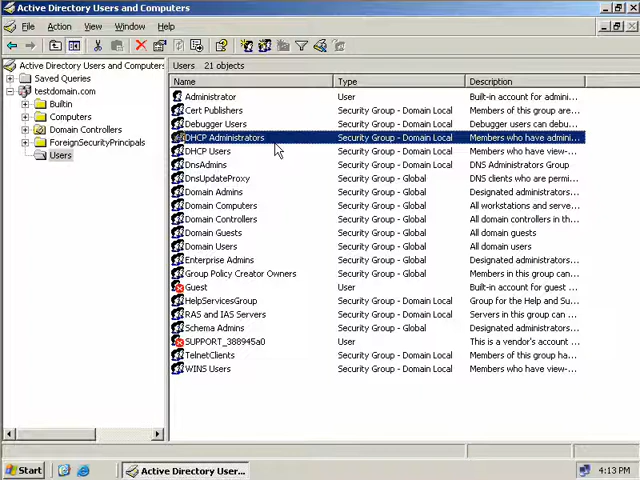 Active Directory Users and Computers
File Action View Window Help
Active Directory Users and Computers
Saved Queries
testdomain.com
Builtin
Computers
Domain Controllers
ForeignSecurityPrincipals
Users
Users 21 objects
Name Type Description
Administrator User Built-in account for admini...
Cert Publishers Security Group - Domain Local Members of this group are...
Debugger Users Security Group - Domain Local Debugger Users can debu...
DHCP Administrators Security Group - Domain Local Members who have admini...
DHCP Users Security Group - Domain Local Members who have view-...
DnsAdmins Security Group - Domain Local DNS Administrators Group
DnsUpdateProxy Security Group - Global DNS clients who are permi...
Domain Admins Security Group - Global Designated administrators...
Domain Computers Security Group - Global All workstations and serve...
Domain Controllers Security Group - Global All domain controllers in th...
Domain Guests Security Group - Global All domain guests
Domain Users Security Group - Global All domain users
Enterprise Admins Security Group - Global Designated administrators...
Group Policy Creator Owners Security Group - Global Members in this group can...
Guest User Built-in account for guest ...
HelpServicesGroup Security Group - Domain Local Group for the Help and Su...
RAS and IAS Servers Security Group - Domain Local Servers in this group can ...
Schema Admins Security Group - Global Designated administrators...
SUPPORT_388945a0 User This is a vendor's account ...
TelnetClients Security Group - Domain Local Members of this group ha...
WINS Users Security Group - Domain Local Members who have view-...
Start Active Directory User... 4:13 PM